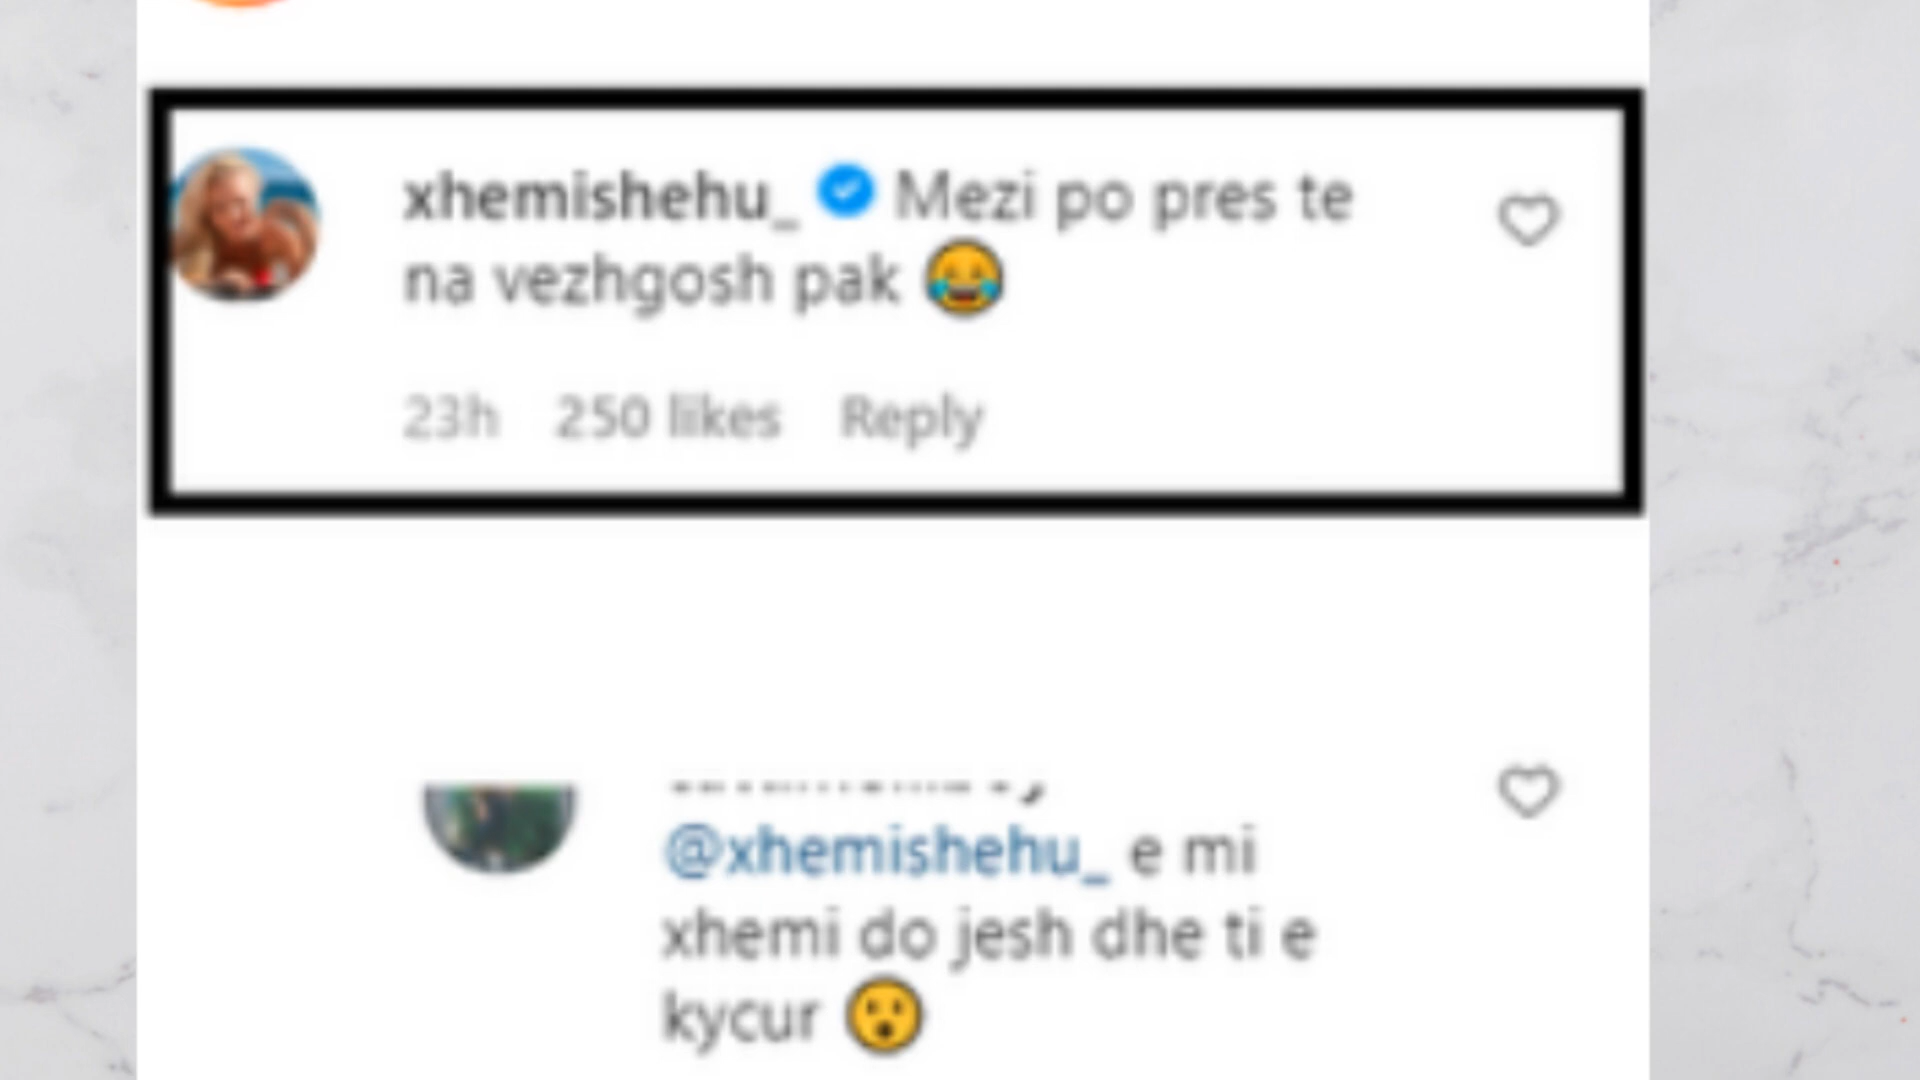 xhemishehu_ Mezi po pres te
na vezhgosh pak 😂
23h 250 likes Reply
@xhemishehu_ e mi
xhemi do jesh dhe ti e
kycur 😮